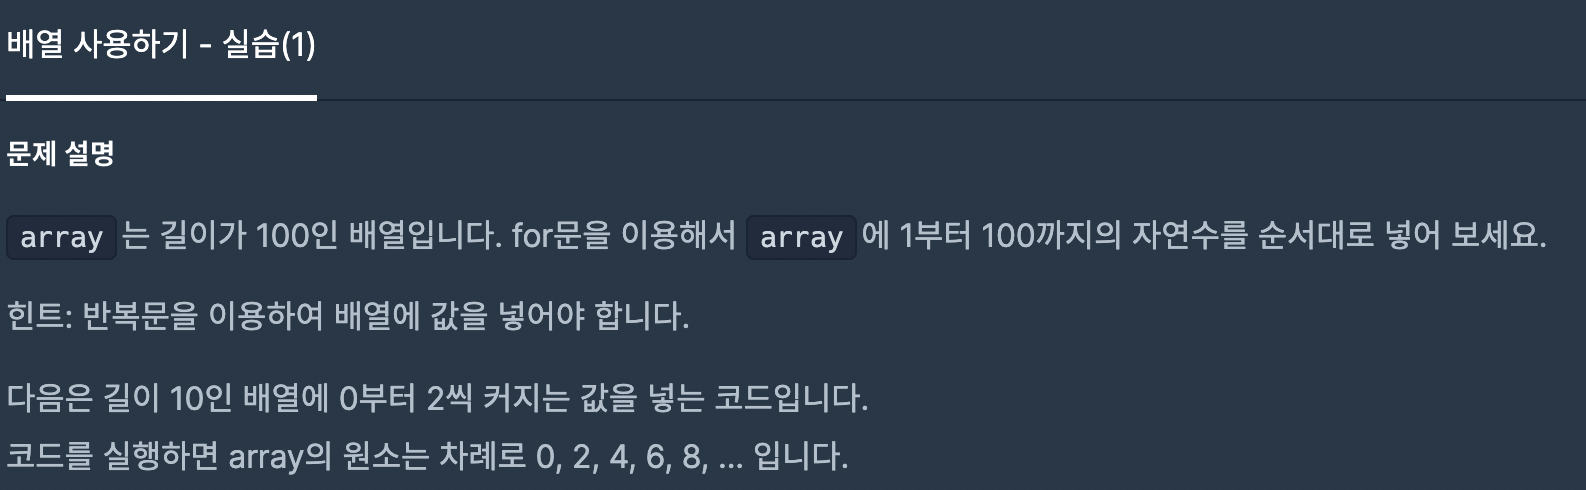 배열 사용하기 - 실습(1)
문제 설명
array 는 길이가 100인 배열입니다. for문을 이용해서 array 에 1부터 100까지의 자연수를 순서대로 넣어 보세요.
힌트: 반복문을 이용하여 배열에 값을 넣어야 합니다.
다음은 길이 10인 배열에 0부터 2씩 커지는 값을 넣는 코드입니다.
코드를 실행하면 array의 원소는 차례로 0, 2, 4, 6, 8, ... 입니다.